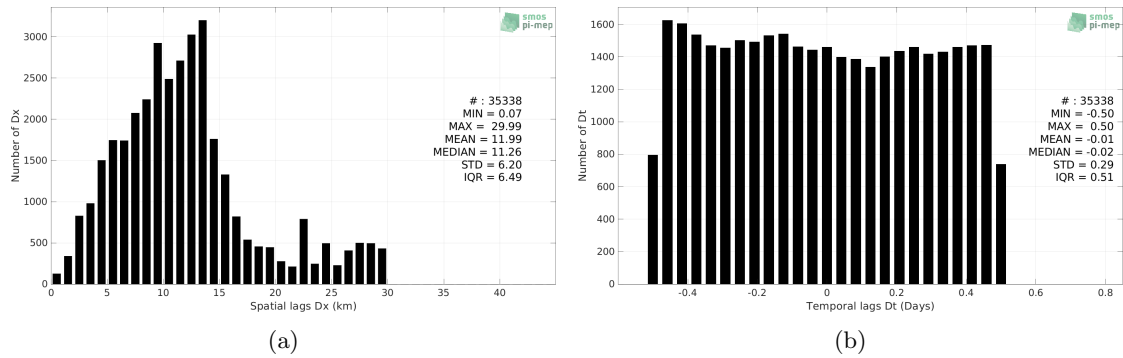 smos
pi-mep
Number of Dx
3000
2500
2000
1500
1000
500
0
# : 35338
MIN = 0.07
MAX = 29.99
MEAN = 11.99
MEDIAN = 11.26
STD = 6.20
IQR = 6.49
0 5 10 15 20 25 30 35 40
Spatial lags Dx (km)
(a)
smos
pi-mep
Number of Dt
1600
1400
1200
1000
800
600
400
200
0
# : 35338
MIN = -0.50
MAX = 0.50
MEAN = -0.01
MEDIAN = -0.02
STD = 0.29
IQR = 0.51
-0.4 -0.2 0 0.2 0.4 0.6 0.8
Temporal lags Dt (Days)
(b)